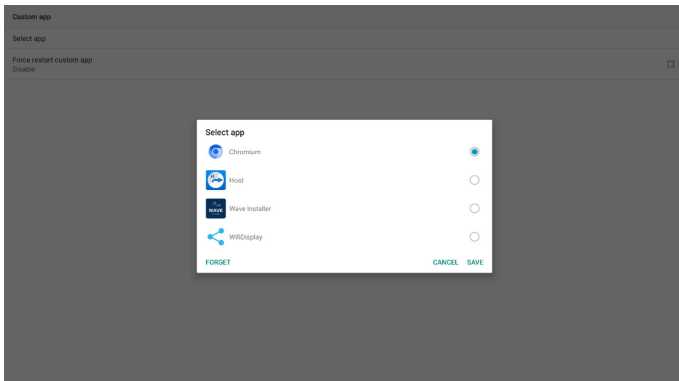 Custom app
Select app
Force restart custom app
Disable
Select app
Chromium
Host
WAVE
Wave Installer
WifiDisplay
FORGET
CANCEL SAVE